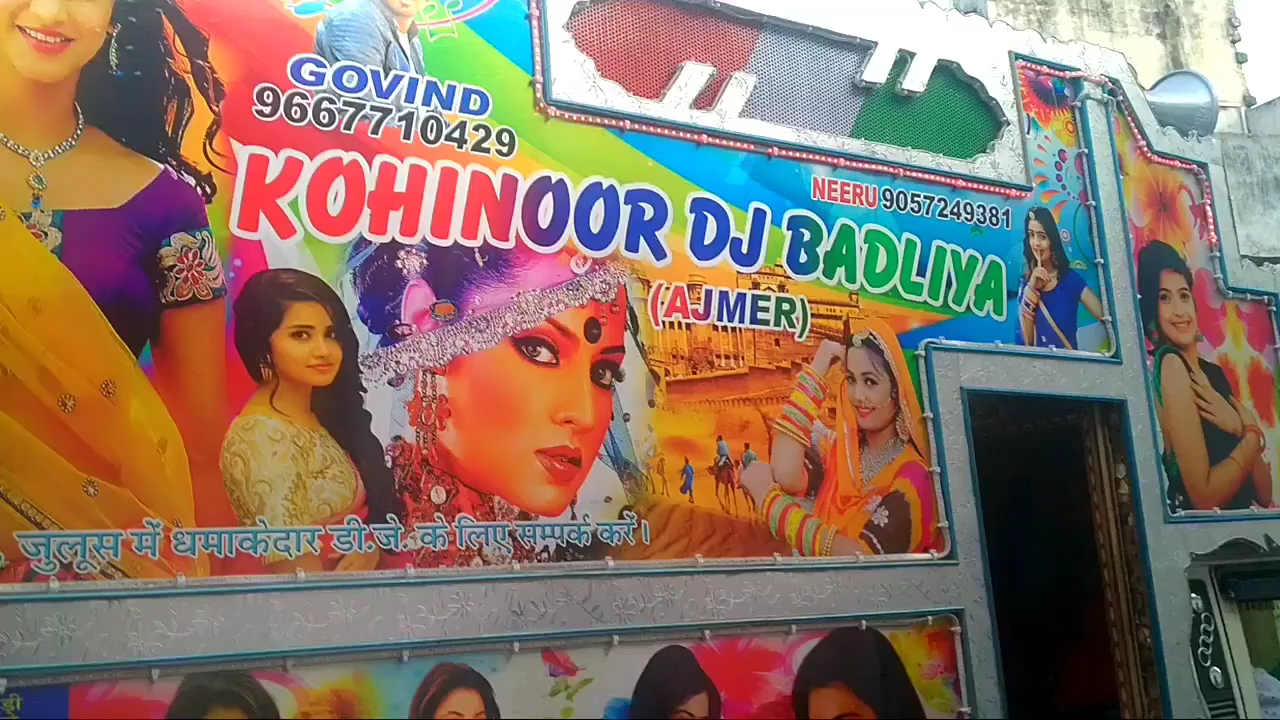 GOVIND
9667710429
KOHINOOR DJ BADLIYA
NEERU 9057249381
(AJMER)
जुलूस में धमाकेदार डी.जे. के लिए सम्पर्क करें।